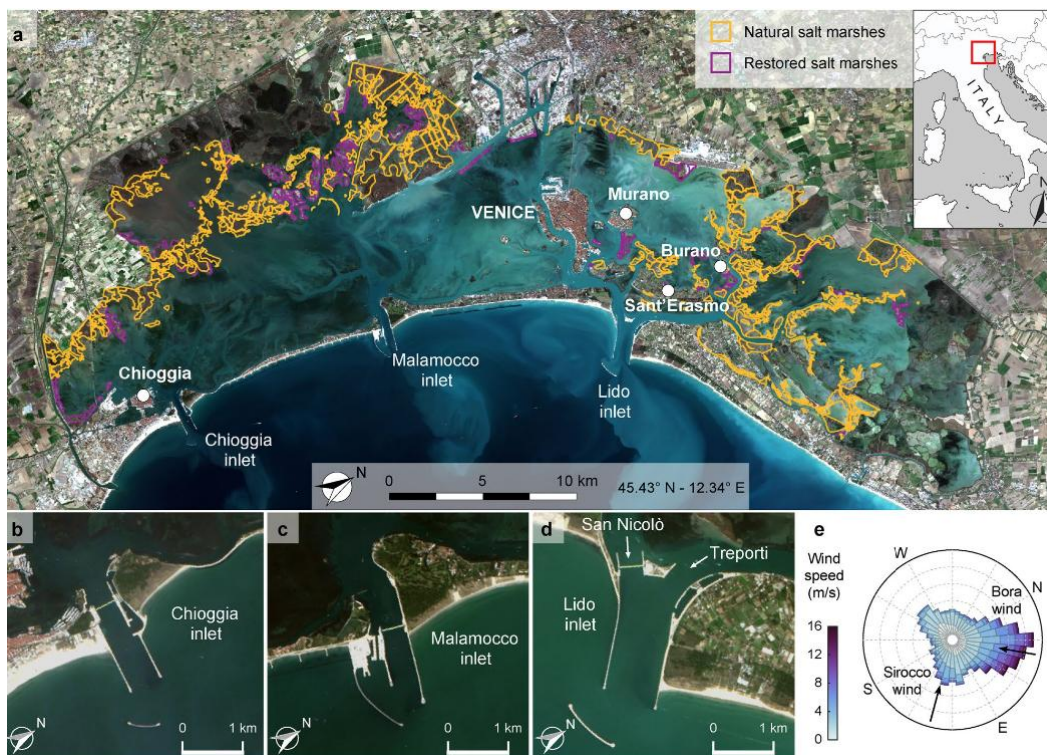 a
Natural salt marshes
Restored salt marshes
ITALY
N
Murano
VENICE
Burano
Sant'Erasmo
Chioggia
Malamocco
inlet
Lido
inlet
Chioggia
inlet
N
0 5 10 km
45.43° N - 12.34° E
b
Chioggia
inlet
N
0 1 km
c
Malamocco
inlet
N
0 1 km
d
San Nicolò
Treporti
Lido
inlet
N
0 1 km
e
Wind
speed
(m/s)
16
12
8
4
0
W
N
Bora
wind
Sirocco
wind
S
E